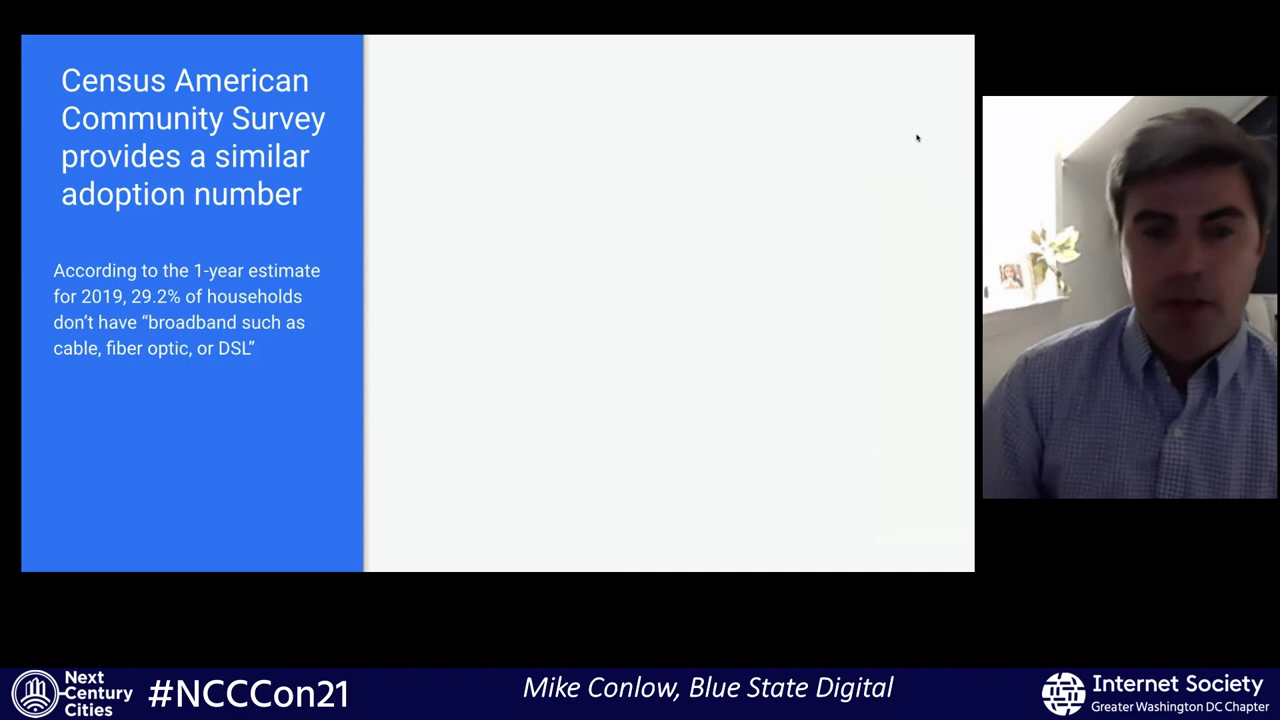 Census American
Community Survey
provides a similar
adoption number
According to the 1-year estimate
for 2019, 29.2% of households
don’t have “broadband such as
cable, fiber optic, or DSL”
Next
Century
Cities
#NCCCon21
Mike Conlow, Blue State Digital
Internet Society
Greater Washington DC Chapter